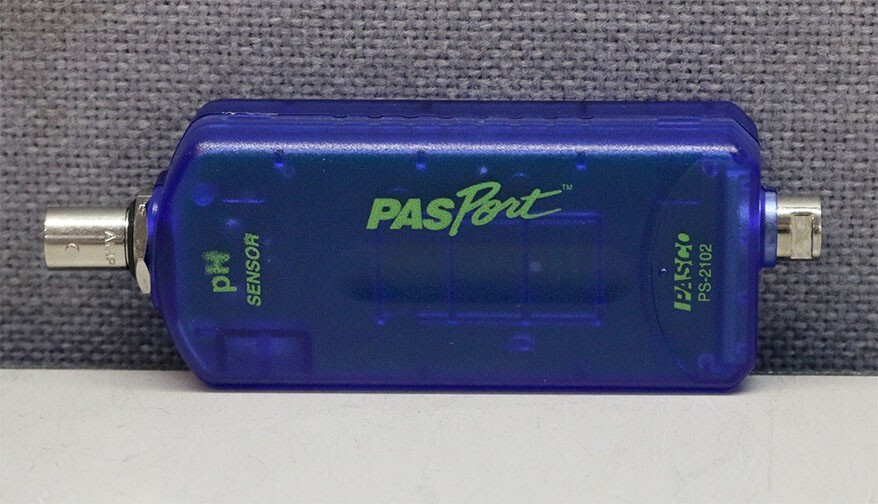 PASPort™
pH
SENSOR
PASCO
PS-2102